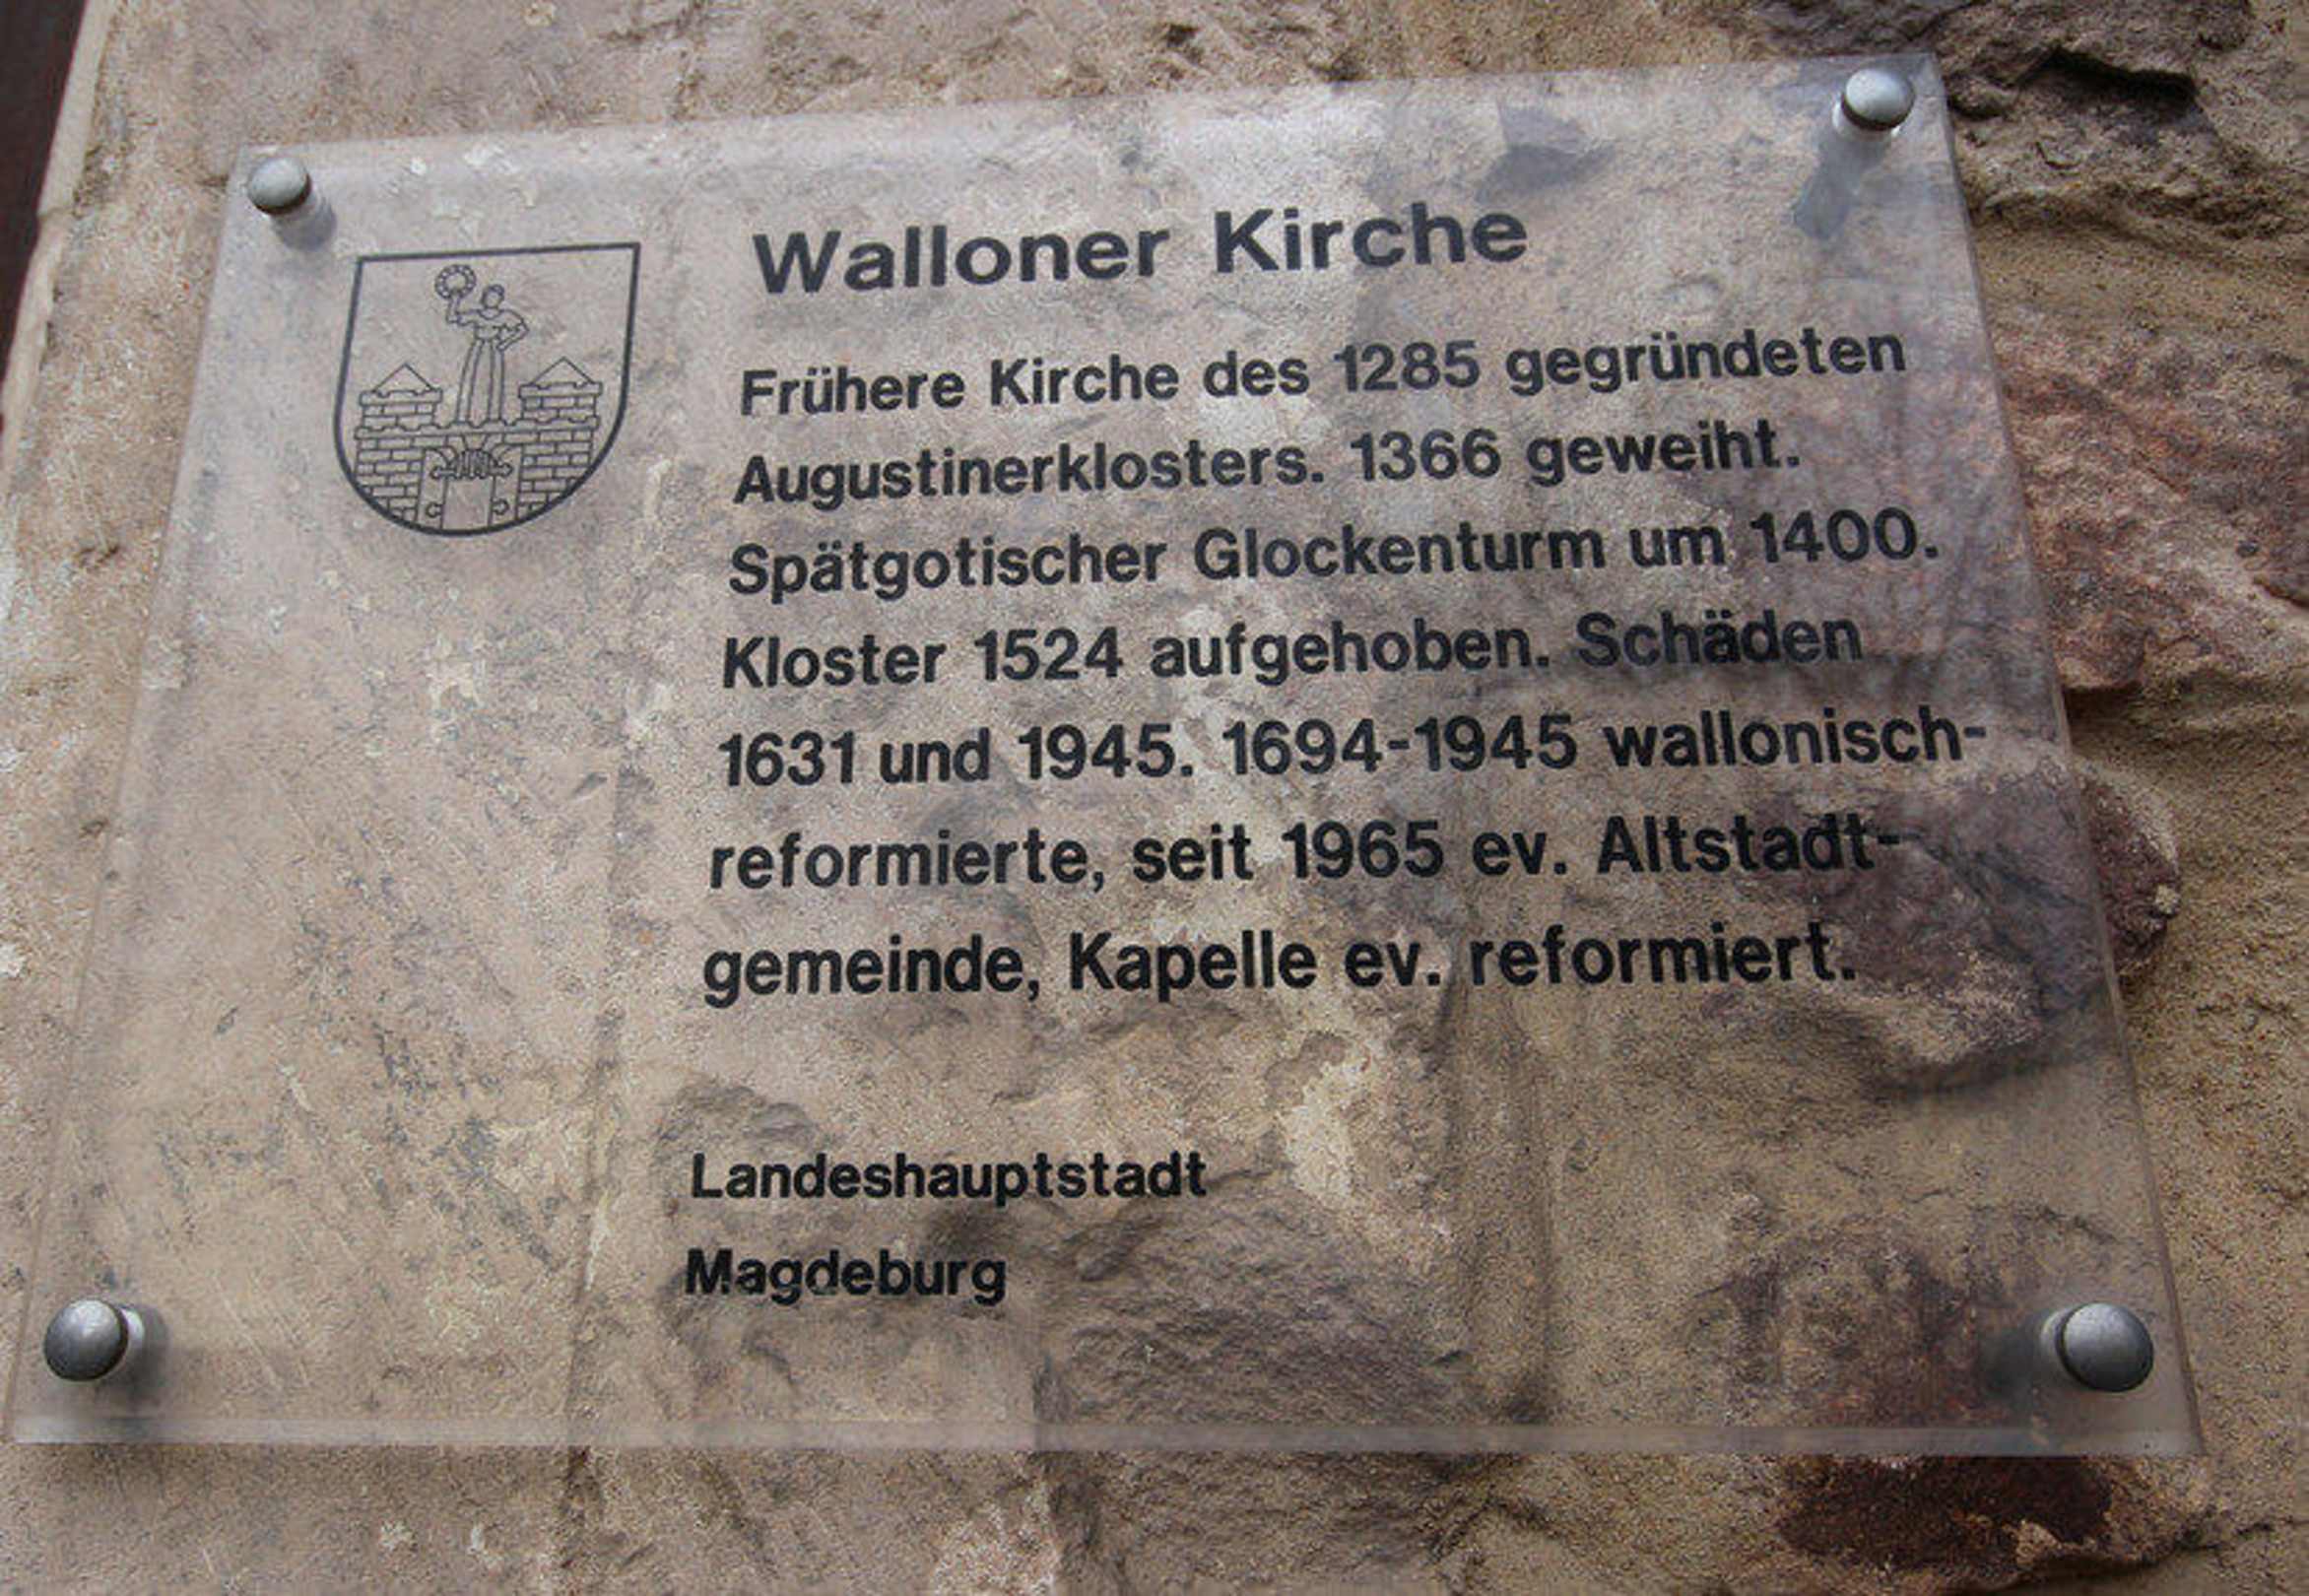 Walloner Kirche
Frühere Kirche des 1285 gegründeten
Augustinerklosters. 1366 geweiht.
Spätgotischer Glockenturm um 1400.
Kloster 1524 aufgehoben. Schäden
1631 und 1945. 1694-1945 wallonisch-
reformierte, seit 1965 ev. Altstadt-
gemeinde, Kapelle ev. reformiert.
Landeshauptstadt
Magdeburg